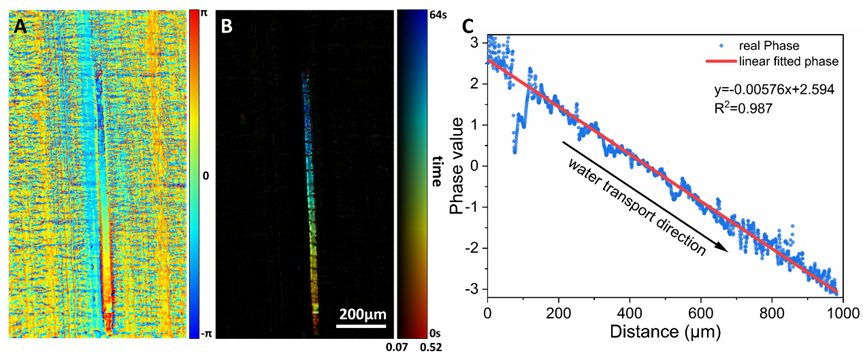 A
π
0
-π
B
64s
time
0s
0.07 0.52
200μm
C
real Phase
linear fitted phase
y=-0.00576x+2.594
R²=0.987
water transport direction
Phase value
3
2
1
0
-1
-2
-3
0 200 400 600 800 1000
Distance (μm)